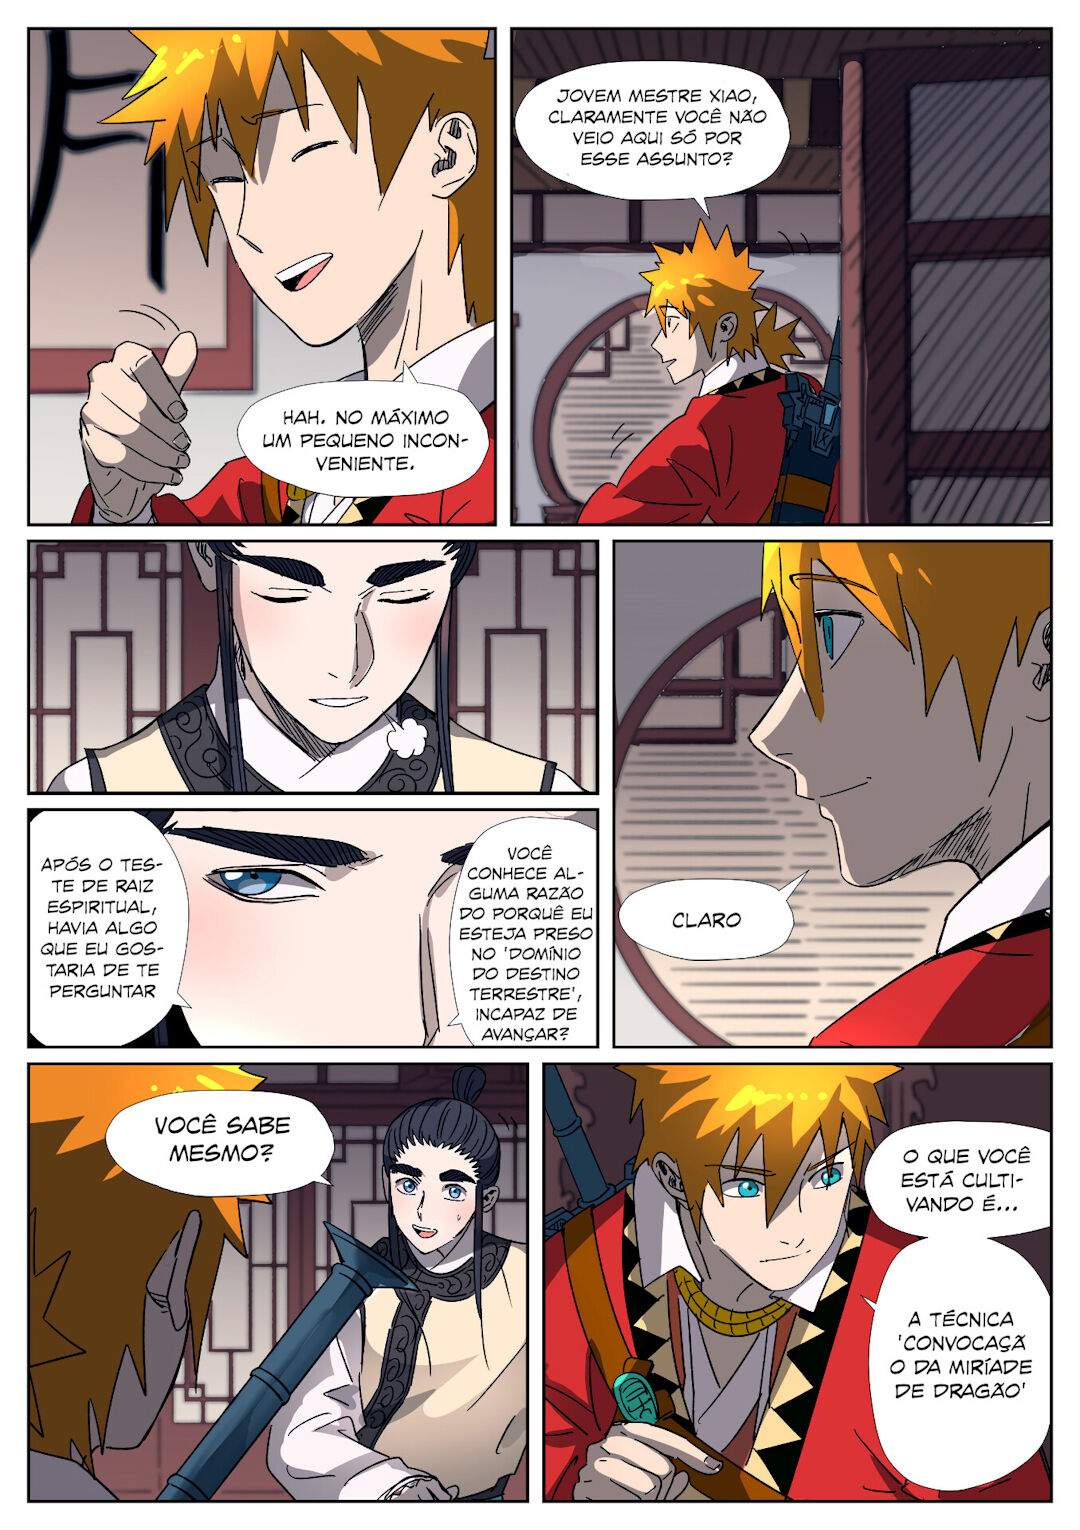 HAH. NO MÁXIMO
UM PEQUENO INCON-
VENIENTE.
JOVEM MESTRE XIAO,
CLARAMENTE VOCÊ NÃO
VEIO AQUI SÓ POR
ESSE ASSUNTO?
APÓS O TES-
TE DE RAIZ
ESPIRITUAL,
HAVIA ALGO
QUE EU GOS-
TARIA DE TE
PERGUNTAR
VOCÊ
CONHECE AL-
GUMA RAZÃO
DO PORQUÊ EU
ESTEJA PRESO
NO 'DOMÍNIO
DO DESTINO
TERRESTRE',
INCAPAZ DE
AVANÇAR?
CLARO
VOCÊ SABE
MESMO?
O QUE VOCÊ
ESTÁ CULTI-
VANDO É...
A TÉCNICA
'CONVOCAÇÃ
O DA MIRÍADE
DE DRAGÃO'